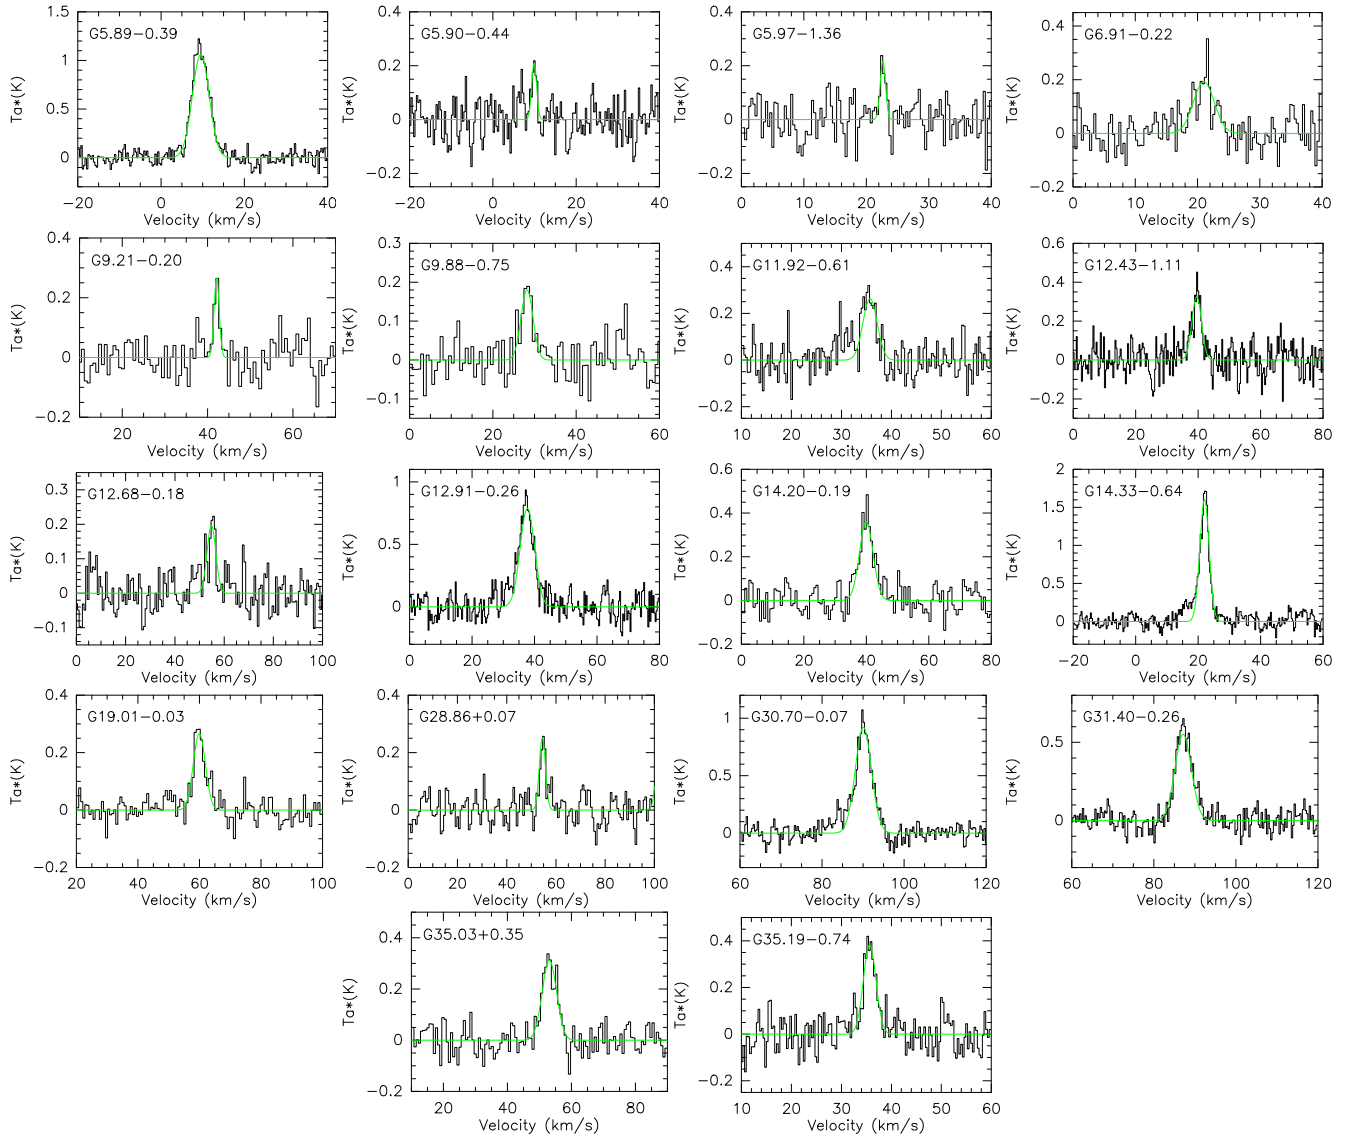 G5.89−0.39
Ta*(K)
1.5
1
0.5
0
−20 0 20 40
Velocity (km/s)
G5.90−0.44
Ta*(K)
0.4
0.2
0
−0.2
−20 0 20 40
Velocity (km/s)
G5.97−1.36
Ta*(K)
0.4
0.2
0
−0.2
0 10 20 30 40
Velocity (km/s)
G6.91−0.22
Ta*(K)
0.4
0.2
0
−0.2
0 10 20 30 40
Velocity (km/s)
G9.21−0.20
Ta*(K)
0.4
0.2
0
−0.2
20 40 60
Velocity (km/s)
G9.88−0.75
Ta*(K)
0.3
0.2
0.1
0
−0.1
0 20 40 60
Velocity (km/s)
G11.92−0.61
Ta*(K)
0.4
0.2
0
−0.2
10 20 30 40 50 60
Velocity (km/s)
G12.43−1.11
Ta*(K)
0.6
0.4
0.2
0
−0.2
0 20 40 60 80
Velocity (km/s)
G12.68−0.18
Ta*(K)
0.3
0.2
0.1
0
−0.1
0 20 40 60 80 100
Velocity (km/s)
G12.91−0.26
Ta*(K)
1
0.5
0
0 20 40 60 80
Velocity (km/s)
G14.20−0.19
Ta*(K)
0.6
0.4
0.2
0
−0.2
0 20 40 60 80
Velocity (km/s)
G14.33−0.64
Ta*(K)
2
1.5
1
0.5
0
−20 0 20 40 60
Velocity (km/s)
G19.01−0.03
Ta*(K)
0.4
0.2
0
−0.2
20 40 60 80 100
Velocity (km/s)
G28.86+0.07
Ta*(K)
0.4
0.2
0
−0.2
0 20 40 60 80 100
Velocity (km/s)
G30.70−0.07
Ta*(K)
1
0.5
0
60 80 100 120
Velocity (km/s)
G31.40−0.26
Ta*(K)
0.5
0
60 80 100 120
Velocity (km/s)
G35.03+0.35
Ta*(K)
0.4
0.2
0
−0.2
20 40 60 80
Velocity (km/s)
G35.19−0.74
Ta*(K)
0.4
0.2
0
−0.2
10 20 30 40 50 60
Velocity (km/s)